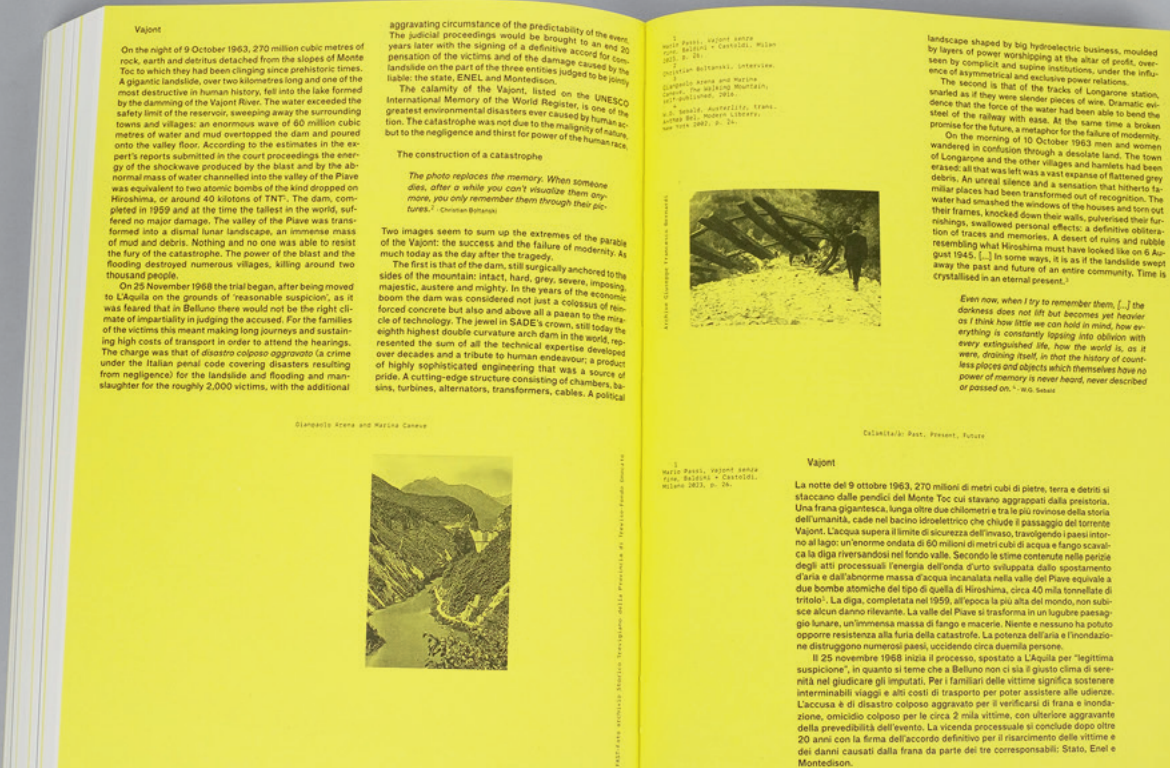 Vajont
On the night of 9 October 1963, 270 million cubic metres of
rock, earth and detritus detached from the slopes of Monte
Toc to which they had been clinging since prehistoric times.
A gigantic landslide, over two kilometres long and one of the
most destructive in human history, fell into the lake formed
by the damming of the Vajont River. The water exceeded the
safety limit of the reservoir, sweeping away the surrounding
towns and villages: an enormous wave of 60 million cubic
metres of water and mud overtopped the dam and poured
onto the valley floor. According to the estimates in the ex-
pert's reports submitted in the court proceedings the ener-
gy of the shockwave produced by the blast and by the ab-
normal mass of water channelled into the valley of the Piave
was equivalent to two atomic bombs of the kind dropped on
Hiroshima, or around 40 kilotons of TNT¹. The dam, com-
pleted in 1959 and at the time the tallest in the world, suf-
fered no major damage. The valley of the Piave was trans-
formed into a dismal lunar landscape, an immense mass
of mud and debris. Nothing and no one was able to resist
the fury of the catastrophe. The power of the blast and the
flooding destroyed numerous villages, killing around two
thousand people.
On 25 November 1968 the trial began, after being moved
to L'Aquila on the grounds of 'reasonable suspicion', as it
was feared that in Belluno there would not be the right cli-
mate of impartiality in judging the accused. For the families
of the victims this meant making long journeys and sustain-
ing high costs of transport in order to attend the hearings.
The charge was that of disastro colposo aggravato (a crime
under the Italian penal code covering disasters resulting
from negligence) for the landslide and flooding and man-
slaughter for the roughly 2,000 victims, with the additional
aggravating circumstance of the predictability of the event.
The judicial proceedings would be brought to an end 20
years later with the signing of a definitive accord for com-
pensation of the victims and of the damage caused by the
landslide on the part of the three entities judged to be jointly
liable: the state, ENEL and Montedison.
The calamity of the Vajont, listed on the UNESCO
International Memory of the World Register, is one of the
greatest environmental disasters ever caused by human ac-
tion. The catastrophe was not due to the malignity of nature,
but to the negligence and thirst for power of the human race.
The construction of a catastrophe
The photo replaces the memory. When someone
dies, after a while you can't visualize them any-
more, you only remember them through their pic-
tures.² - Christian Boltanski
Two images seem to sum up the extremes of the parable
of the Vajont: the success and the failure of modernity. As
much today as the day after the tragedy.
The first is that of the dam, still surgically anchored to the
sides of the mountain: intact, hard, grey, severe, imposing,
majestic, austere and mighty. In the years of the economic
boom the dam was considered not just a colossus of rein-
forced concrete but also and above all a paean to the mira-
cle of technology. The jewel in SADE's crown, still today the
eighth highest double curvature arch dam in the world, rep-
resented the sum of all the technical expertise developed
over decades and a tribute to human endeavour; a product
of highly sophisticated engineering that was a source of
pride. A cutting-edge structure consisting of chambers, ba-
sins, turbines, alternators, transformers, cables. A political
Gianpaolo Arena and Marina Caneve
1
Mario Passi, Vajont senza
fine, Baldini + Castoldi, Milan
2023, p. 26.
2
Christian Boltanski, interview.
3
Gianpaolo Arena and Marina
Caneve, The Walking Mountain,
self-published, 2016.
4
W.G. Sebald, Austerlitz, trans.
Anthea Bell, Modern Library,
New York 2002, p. 24.
landscape shaped by big hydroelectric business, moulded
by layers of power worshipping at the altar of profit, over-
seen by complicit and supine institutions, under the influ-
ence of asymmetrical and exclusive power relations.
The second is that of the tracks of Longarone station,
snarled as if they were slender pieces of wire. Dramatic evi-
dence that the force of the water had been able to bend the
steel of the railway with ease. At the same time a broken
promise for the future, a metaphor for the failure of modernity.
On the morning of 10 October 1963 men and women
wandered in confusion through a desolate land. The town
of Longarone and the other villages and hamlets had been
erased: all that was left was a vast expanse of flattened grey
debris. An unreal silence and a sensation that hitherto fa-
miliar places had been transformed out of recognition. The
water had smashed the windows of the houses and torn out
their frames, knocked down their walls, pulverised their fur-
nishings, swallowed personal effects: a definitive oblitera-
tion of traces and memories. A desert of ruins and rubble
resembling what Hiroshima must have looked like on 6 Au-
gust 1945. [...] In some ways, it is as if the landslide swept
away the past and future of an entire community. Time is
crystallised in an eternal present.³
Even now, when I try to remember them, [...] the
darkness does not lift but becomes yet heavier
as I think how little we can hold in mind, how ev-
erything is constantly lapsing into oblivion with
every extinguished life, how the world is, as it
were, draining itself, in that the history of count-
less places and objects which themselves have no
power of memory is never heard, never described
or passed on.⁴ - W.G. Sebald
Calamita/à: Past, Present, Future
1
Mario Passi, Vajont senza
fine, Baldini + Castoldi,
Milano 2023, p. 26.
Vajont
La notte del 9 ottobre 1963, 270 milioni di metri cubi di pietre, terra e detriti si
staccano dalle pendici del Monte Toc cui stavano aggrappati dalla preistoria.
Una frana gigantesca, lunga oltre due chilometri e tra le più rovinose della storia
dell'umanità, cade nel bacino idroelettrico che chiude il passaggio del torrente
Vajont. L'acqua supera il limite di sicurezza dell'invaso, travolgendo i paesi intor-
no al lago: un'enorme ondata di 60 milioni di metri cubi di acqua e fango scaval-
ca la diga riversandosi nel fondo valle. Secondo le stime contenute nelle perizie
degli atti processuali l'energia dell'onda d'urto sviluppata dallo spostamento
d'aria e dall'abnorme massa d'acqua incanalata nella valle del Piave equivale a
due bombe atomiche del tipo di quella di Hiroshima, circa 40 mila tonnellate di
tritolo¹. La diga, completata nel 1959, all'epoca la più alta del mondo, non subi-
sce alcun danno rilevante. La valle del Piave si trasforma in un lugubre paesag-
gio lunare, un'immensa massa di fango e macerie. Niente e nessuno ha potuto
opporre resistenza alla furia della catastrofe. La potenza dell'aria e l'inondazio-
ne distruggono numerosi paesi, uccidendo circa duemila persone.
Il 25 novembre 1968 inizia il processo, spostato a L'Aquila per "legittima
suspicione", in quanto si teme che a Belluno non ci sia il giusto clima di sere-
nità nel giudicare gli imputati. Per i familiari delle vittime significa sostenere
interminabili viaggi e alti costi di trasporto per poter assistere alle udienze.
L'accusa è di disastro colposo aggravato per il verificarsi di frana e inonda-
zione, omicidio colposo per le circa 2 mila vittime, con ulteriore aggravante
della prevedibilità dell'evento. La vicenda processuale si conclude dopo oltre
20 anni con la firma dell'accordo definitivo per il risarcimento delle vittime e
dei danni causati dalla frana da parte dei tre corresponsabili: Stato, Enel e
Montedison.